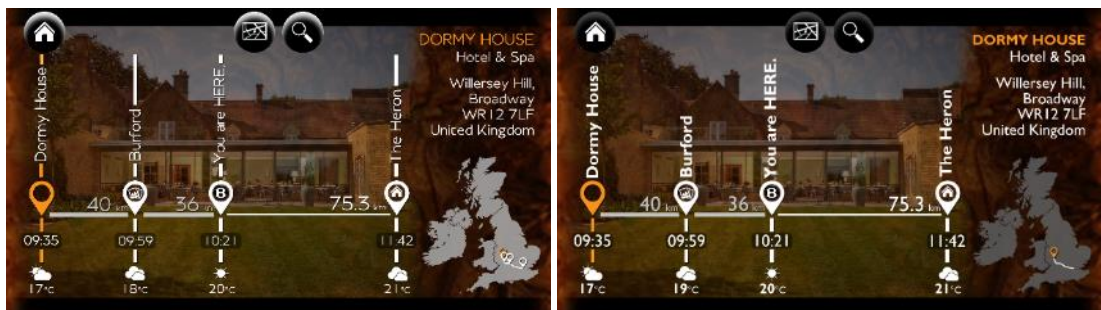 DORMY HOUSE
Hotel & Spa
Willersey Hill,
Broadway
WR12 7LF
United Kingdom
Dormy House
Burford
You are HERE.
The Heron
B
40 km
36
75.3 km
09:35
09:59
10:21
11:42
17°C
18°C
20°C
21°C
DORMY HOUSE
Hotel & Spa
Willersey Hill,
Broadway
WR12 7LF
United Kingdom
Dormy House
Burford
You are HERE.
The Heron
B
40 km
36
75.3 km
09:35
09:59
10:21
11:42
17°C
19°C
20°C
21°C